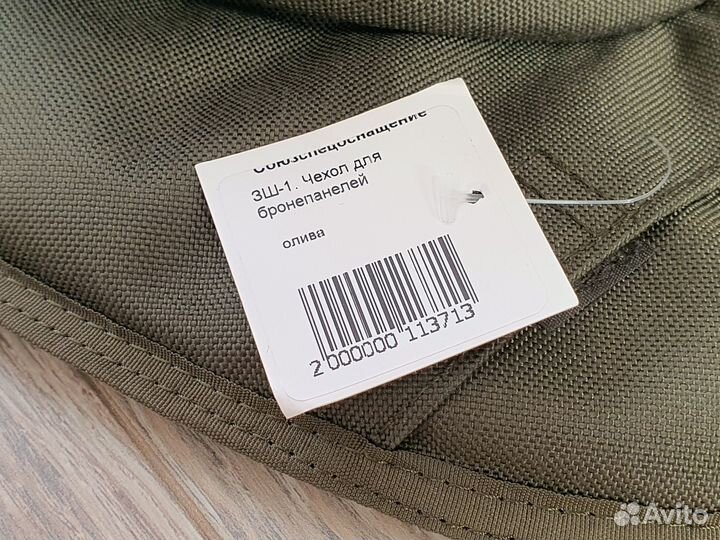 Союзспецоснащение
ЗШ-1. Чехол для
бронепанелей
олива
2 000000 113713
Avito